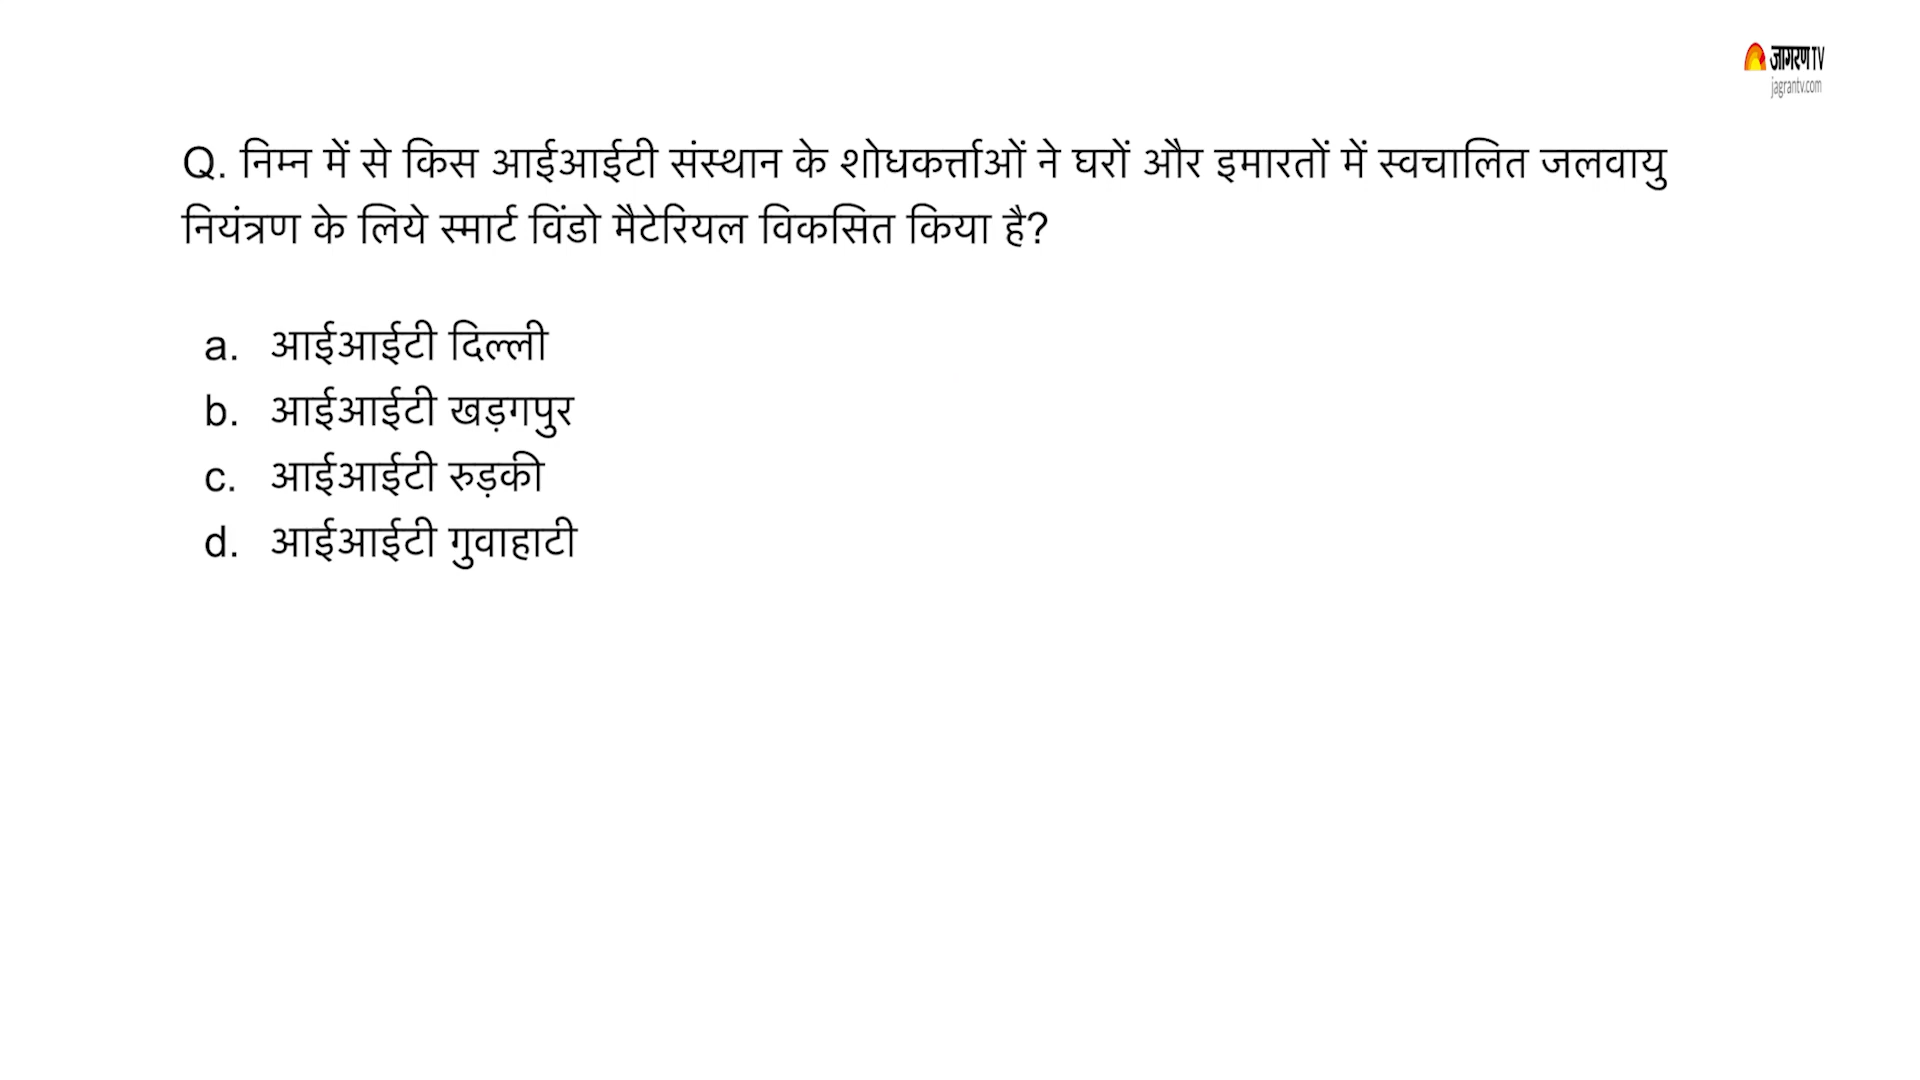 जागरण TV
jagrantv.com
Q. निम्न में से किस आईआईटी संस्थान के शोधकर्त्ताओं ने घरों और इमारतों में स्वचालित जलवायु
नियंत्रण के लिये स्मार्ट विंडो मैटेरियल विकसित किया है?
a. आईआईटी दिल्ली
b. आईआईटी खड़गपुर
c. आईआईटी रुड़की
d. आईआईटी गुवाहाटी